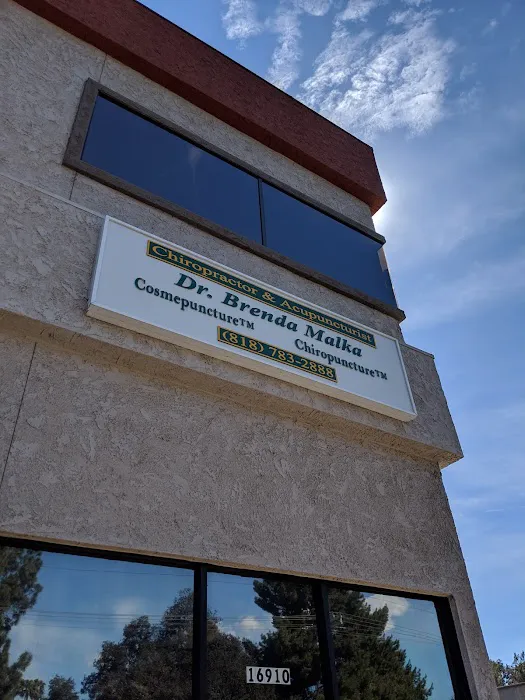 Chiropractor & Acupuncturist
Dr. Brenda Malka
Cosmepuncture™
Chiropuncture™
(818) 783-2888
16910